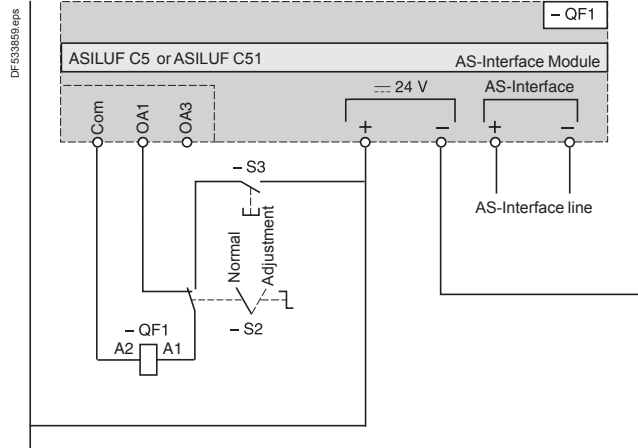 DF533859.eps
– QF1
ASILUF C5 or ASILUF C51
AS-Interface Module
24 V
AS-Interface
Com
OA1
OA3
+
–
+
–
– S3
AS-Interface line
Normal
Adjustment
– QF1
– S2
A2
A1